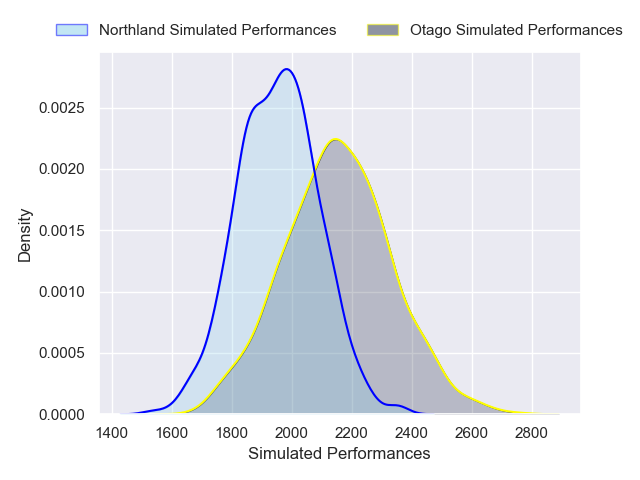 Northland Simulated Performances
Otago Simulated Performances
0.0025
0.0020
0.0015
0.0010
0.0005
0.0000
Density
1400 1600 1800 2000 2200 2400 2600 2800
Simulated Performances